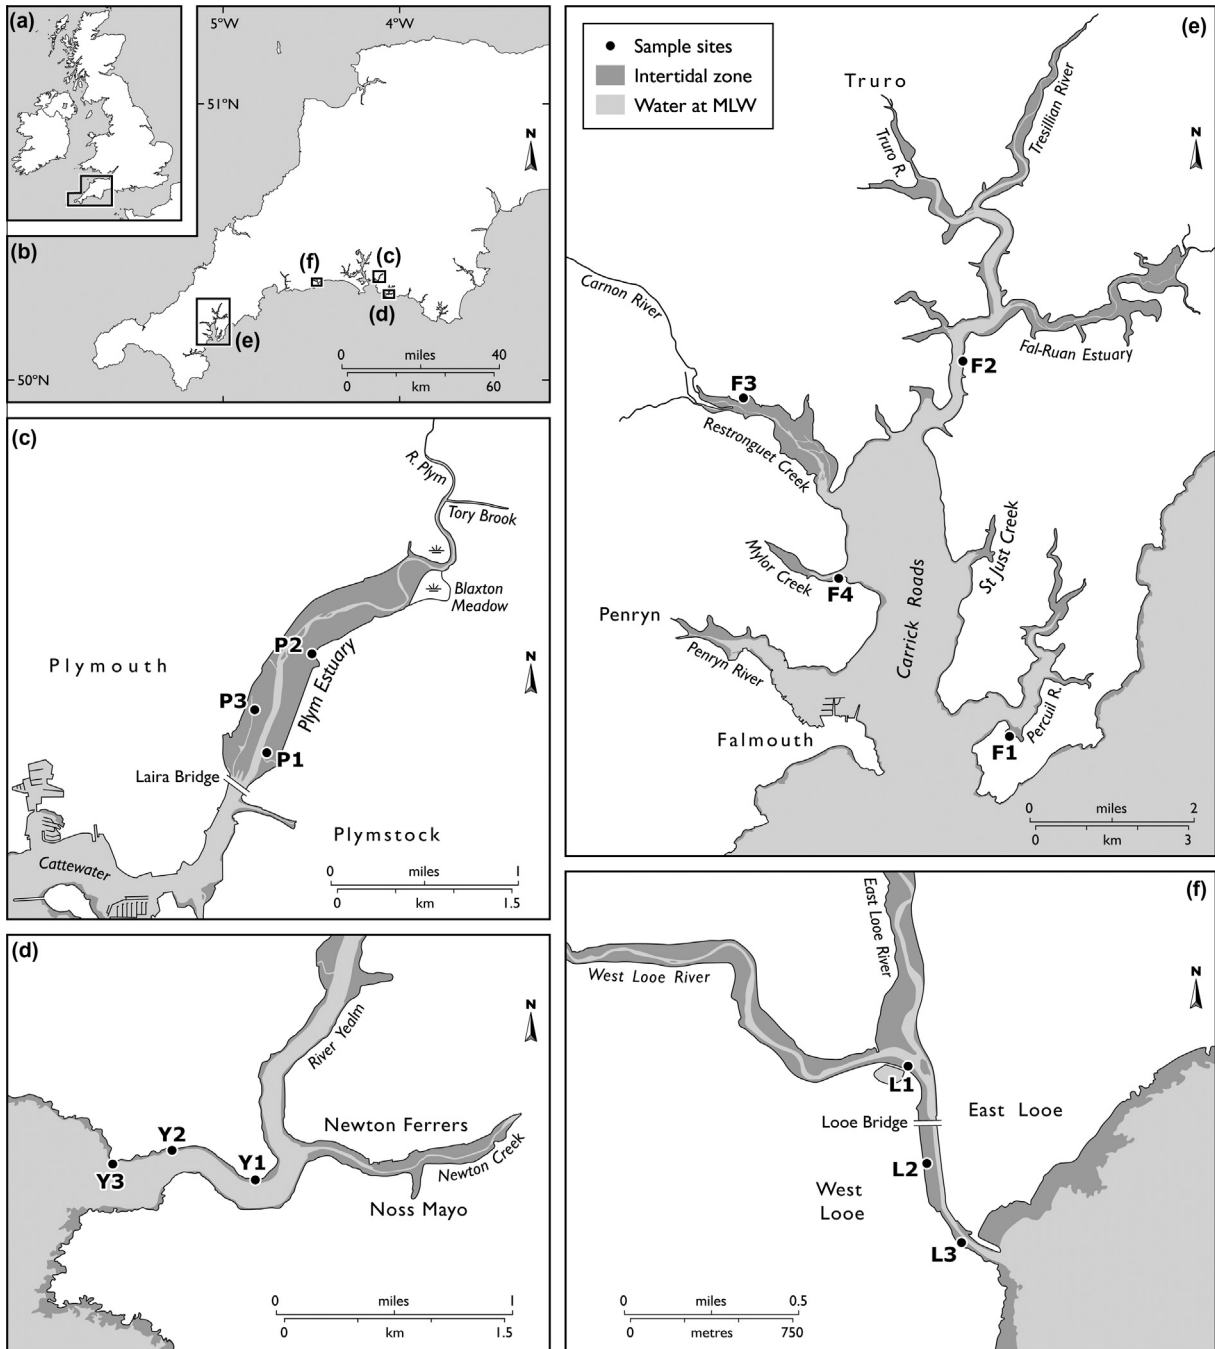 (a)
5°W
4°W
51°N
N
(b)
(f)
(c)
(d)
(e)
0 miles 40
0 km 60
50°N
(e)
Sample sites
Intertidal zone
Water at MLW
Truro
Truro R.
Tresillian River
N
Carnon River
Fal-Ruan Estuary
F2
F3
Restronguet Creek
Mylor Creek
F4
St Just Creek
Carrick Roads
Penryn
Penryn River
Falmouth
Percuil R.
F1
0 miles 2
0 km 3
(c)
R. Plym
Tory Brook
Blaxton
Meadow
P2
Plymouth
Plym Estuary
N
P3
P1
Laira Bridge
Plymstock
Cattewater
0 miles 1
0 km 1.5
(d)
N
River Yealm
Newton Ferrers
Y2
Y1
Y3
Newton Creek
Noss Mayo
0 miles 1
0 km 1.5
(f)
East Looe River
West Looe River
N
L1
East Looe
Looe Bridge
L2
West
Looe
L3
0 miles 0.5
0 metres 750